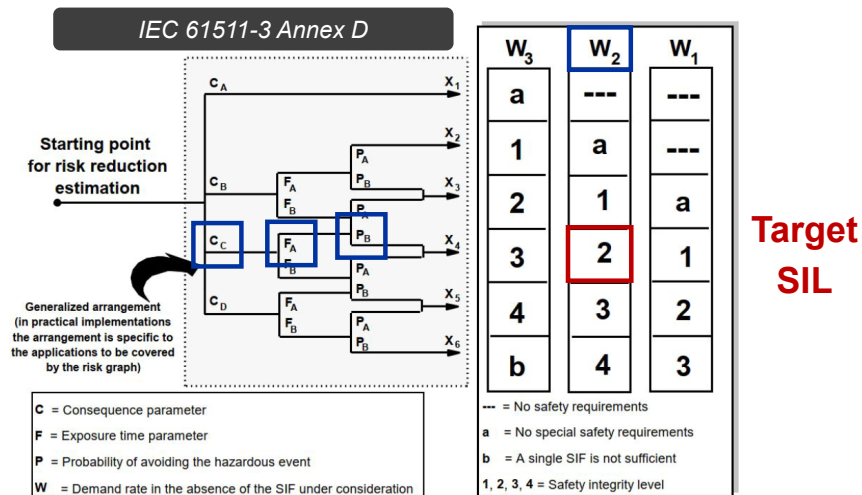 IEC 61511-3 Annex D
Starting point
for risk reduction
estimation
Generalized arrangement
(in practical implementations
the arrangement is specific to
the applications to be covered
by the risk graph)
C_A
X_1
X_2
P_A
C_B
F_A
P_B
X_3
F_B
P_A
C_C
F_A
P_B
X_4
F_B
P_A
P_B
X_5
C_D
F_A
F_B
P_A
P_B
X_6
C = Consequence parameter
F = Exposure time parameter
P = Probability of avoiding the hazardous event
W = Demand rate in the absence of the SIF under consideration
W_3 W_2 W_1
a --- ---
1 a ---
2 1 a
3 2 1
4 3 2
b 4 3
--- = No safety requirements
a = No special safety requirements
b = A single SIF is not sufficient
1, 2, 3, 4 = Safety integrity level
Target
SIL